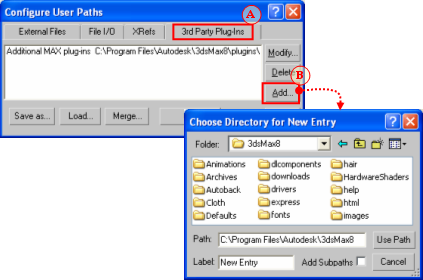 Configure User Paths
A
External Files File I/O XRefs 3rd Party Plug-Ins
Additional MAX plug-ins C:\Program Files\Autodesk\3dsMax8\plugins\
Modify...
Delet
B
Add...
Save as... Load... Merge...
Choose Directory for New Entry
Folder: 3dsMax8
Animations dlcomponents hair
Archives downloads HardwareShaders
Autoback drivers help
Cloth express html
Defaults fonts images
Path: C:\Program Files\Autodesk\3dsMax8 Use Path
Label: New Entry Add Subpaths Cancel